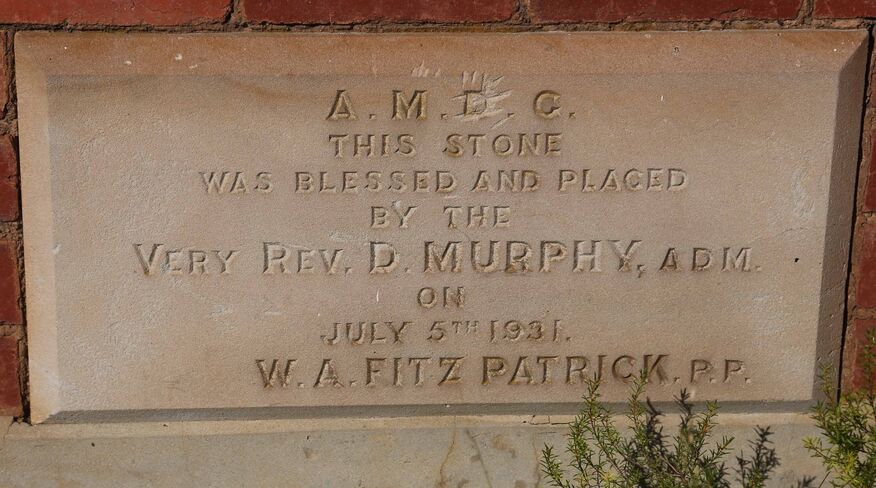 A. M. D. G.
THIS STONE
WAS BLESSED AND PLACED
BY THE
VERY REV. D. MURPHY, ADM.
ON
JULY 5TH 1931.
W. A. FITZ PATRICK. P.P.